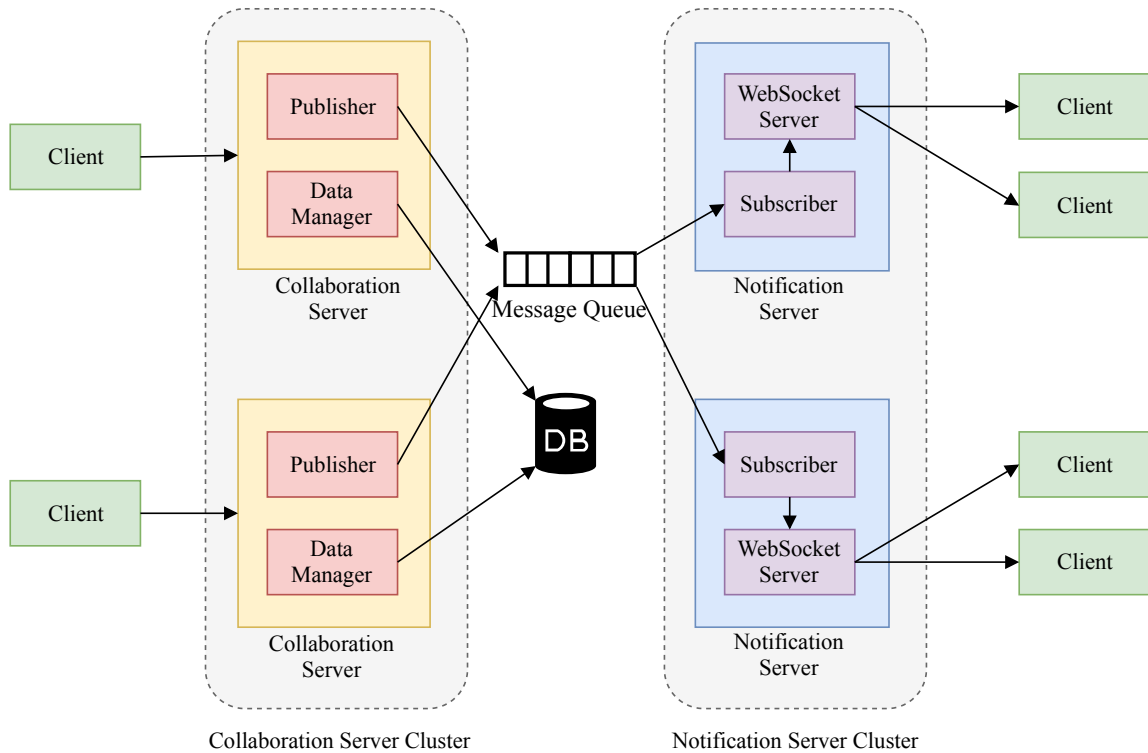 Client
Publisher
Data
Manager
Collaboration
Server
Client
Publisher
Data
Manager
Collaboration
Server
Collaboration Server Cluster
Message Queue
DB
WebSocket
Server
Subscriber
Notification
Server
Subscriber
WebSocket
Server
Notification
Server
Notification Server Cluster
Client
Client
Client
Client